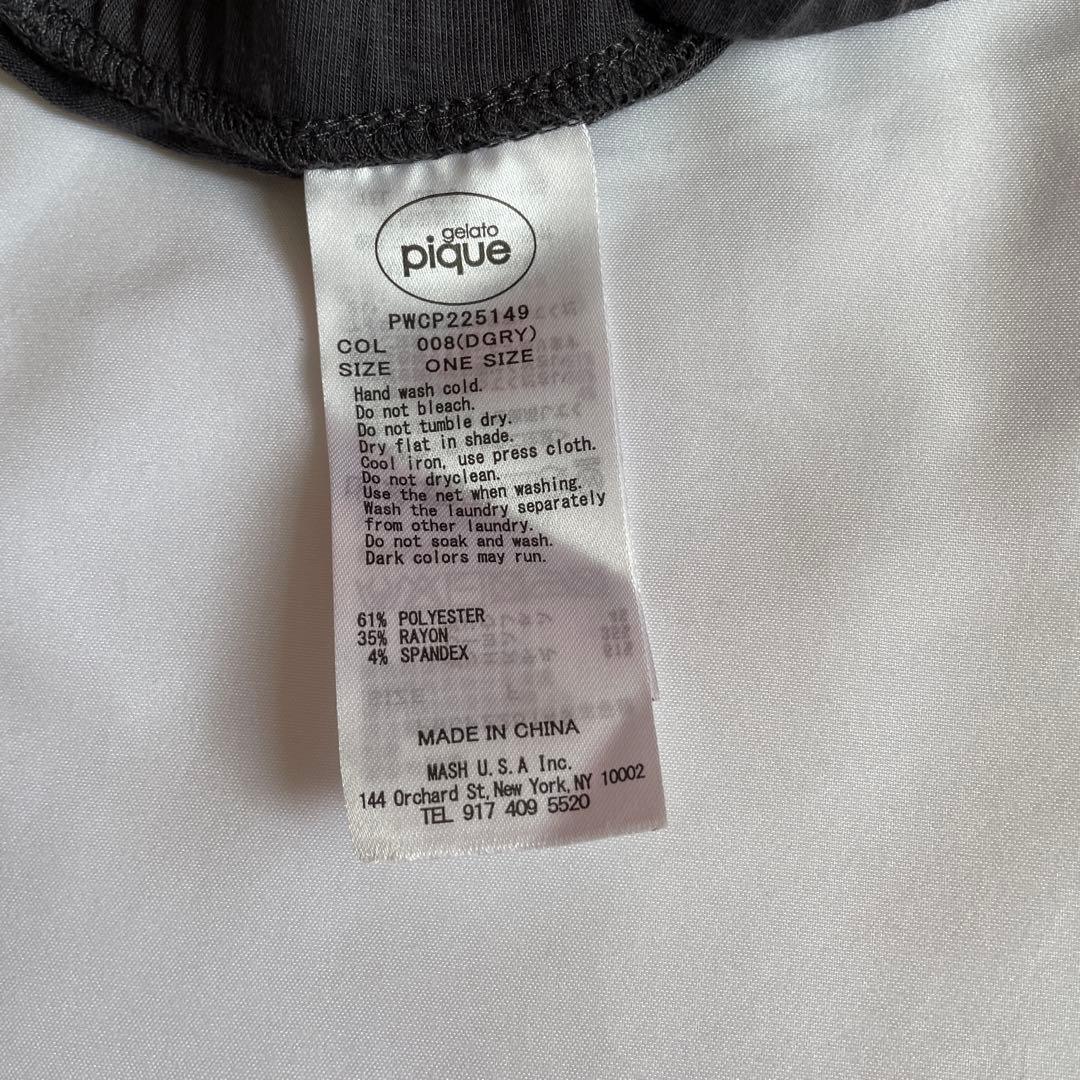 gelato
pique
PWCP225149
COL 008(DGRY)
SIZE ONE SIZE
Hand wash cold.
Do not bleach.
Do not tumble dry.
Dry flat in shade.
Cool iron, use press cloth.
Do not dryclean.
Use the net when washing.
Wash the laundry separately
from other laundry.
Do not soak and wash.
Dark colors may run.
61% POLYESTER
35% RAYON
4% SPANDEX
MADE IN CHINA
MASH U.S.A Inc.
144 Orchard St, New York, NY 10002
TEL 917 409 5520